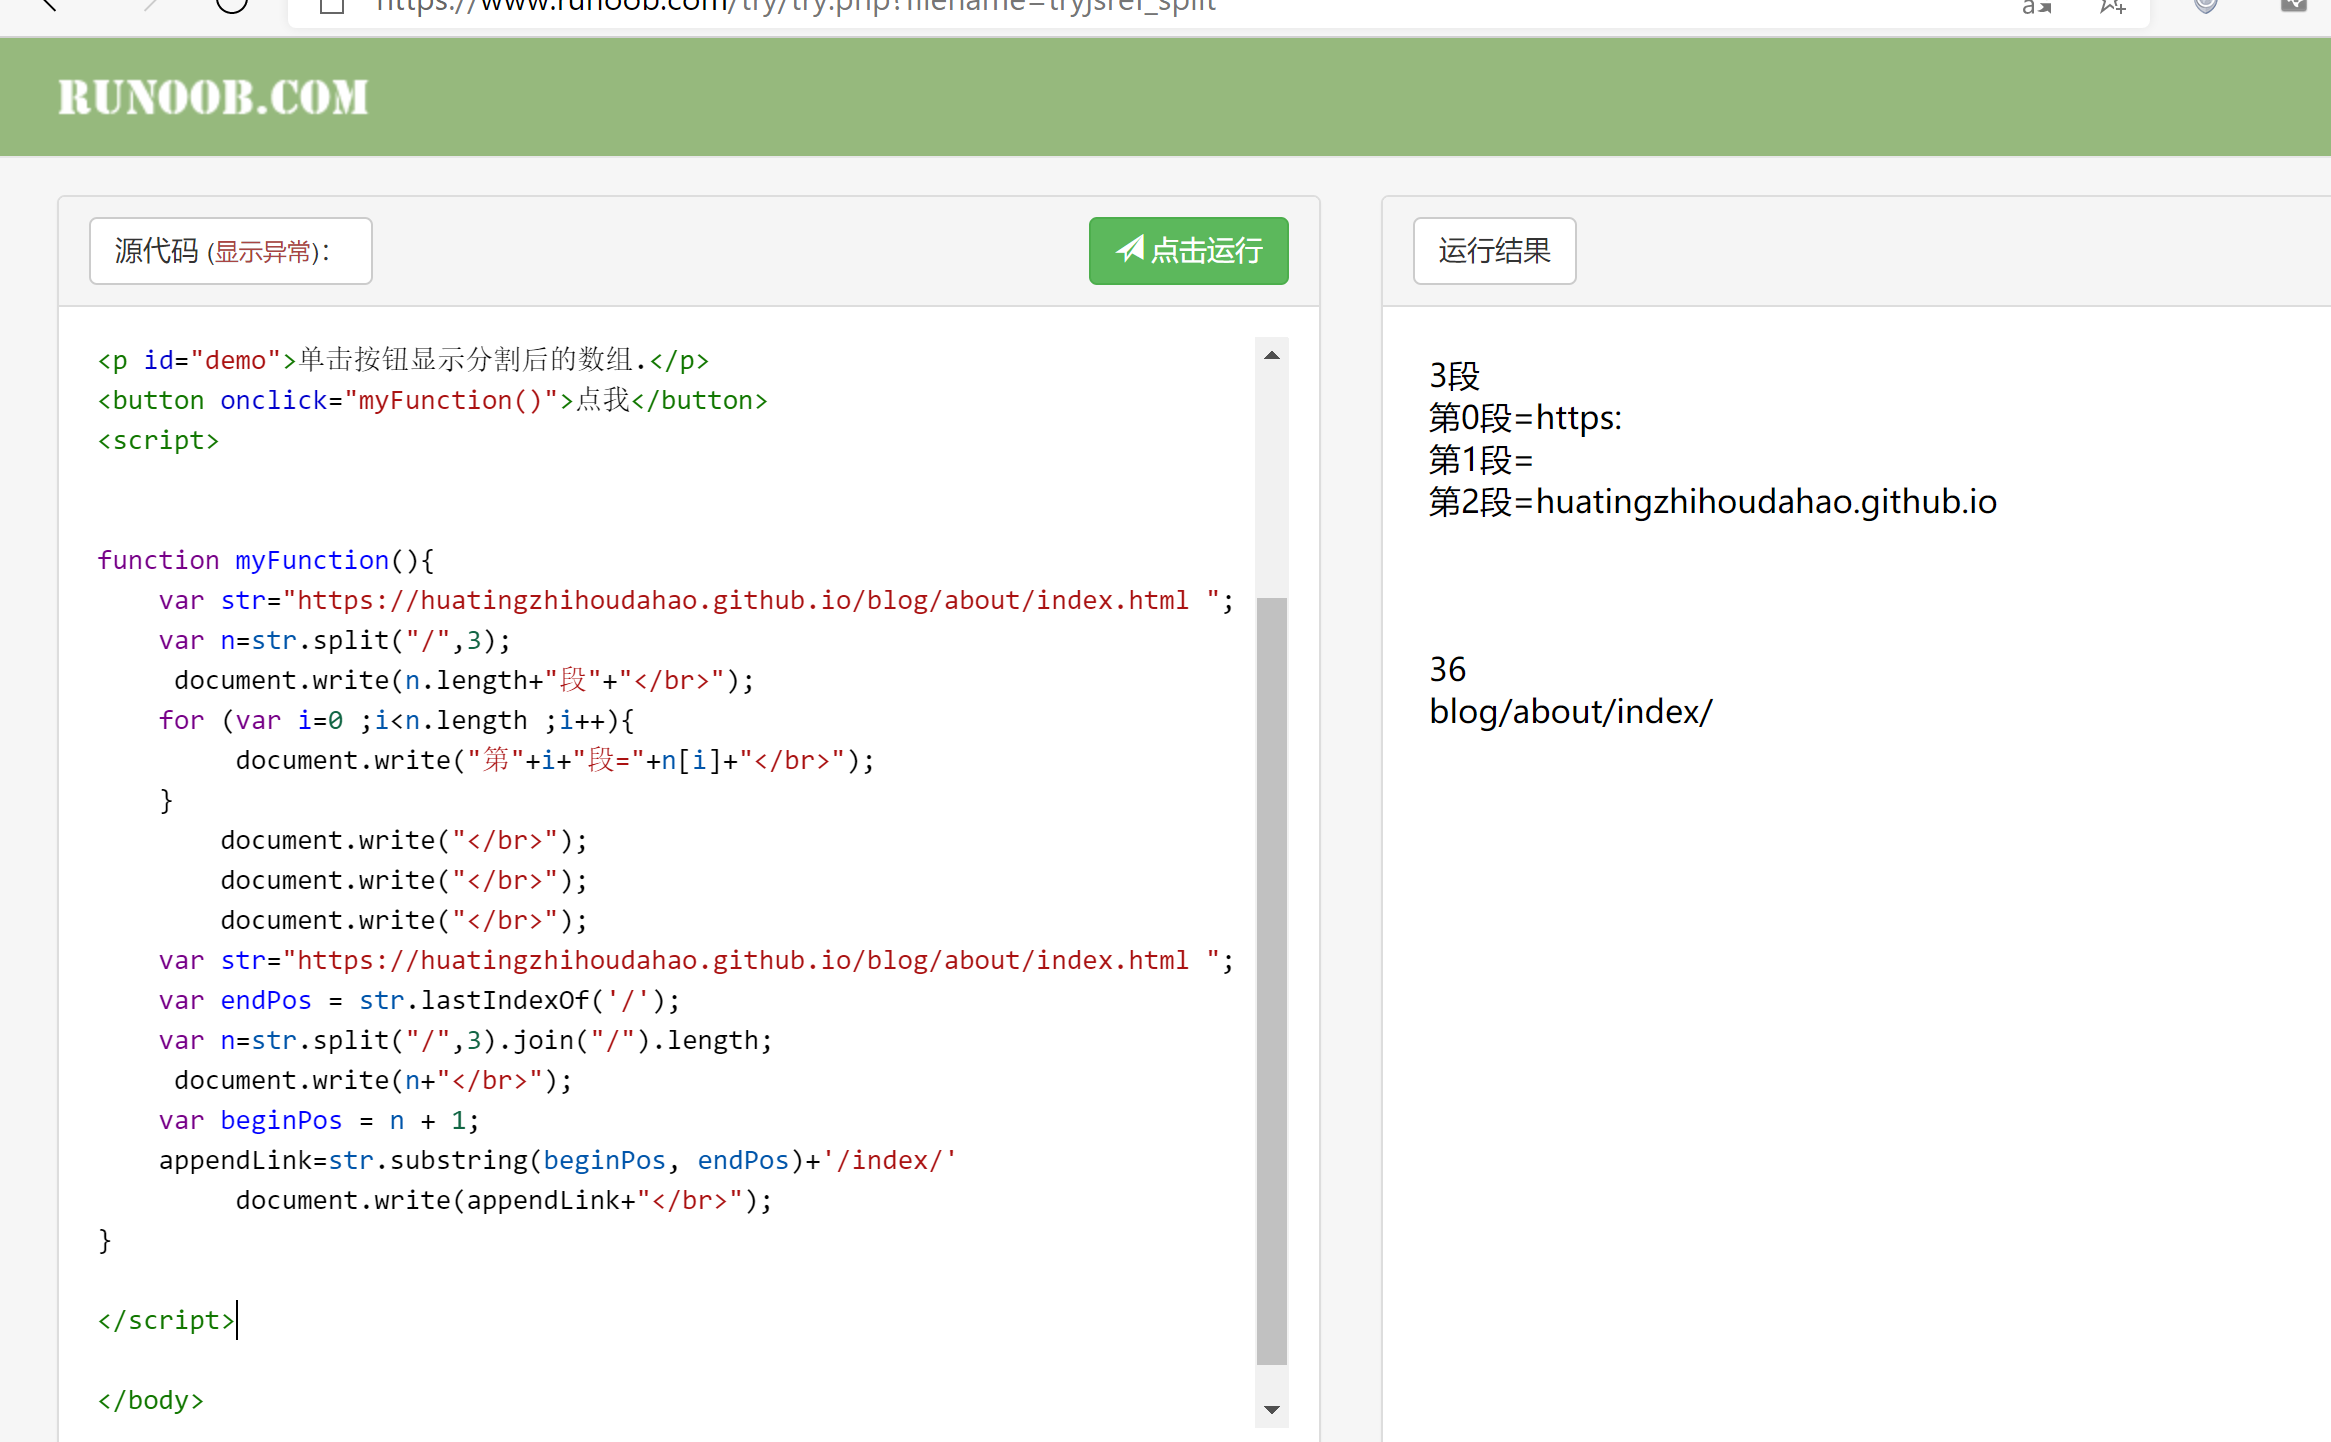 https://www.runoob.com/try/try.php?filename=tryjsref_split
RUNOOB.COM
源代码 (显示异常)：
点击运行
<p id="demo">单击按钮显示分割后的数组.</p>
<button onclick="myFunction()">点我</button>
<script>
function myFunction(){
var str="https://huatingzhihoudahao.github.io/blog/about/index.html ";
var n=str.split("/",3);
document.write(n.length+"段"+"</br>");
for (var i=0 ;i<n.length ;i++){
document.write("第"+i+"段="+n[i]+"</br>");
}
document.write("</br>");
document.write("</br>");
document.write("</br>");
var str="https://huatingzhihoudahao.github.io/blog/about/index.html ";
var endPos = str.lastIndexOf('/');
var n=str.split("/",3).join("/").length;
document.write(n+"</br>");
var beginPos = n + 1;
appendLink=str.substring(beginPos, endPos)+'/index/'
document.write(appendLink+"</br>");
}
</script>
</body>
运行结果
3段
第0段=https:
第1段=
第2段=huatingzhihoudahao.github.io
36
blog/about/index/